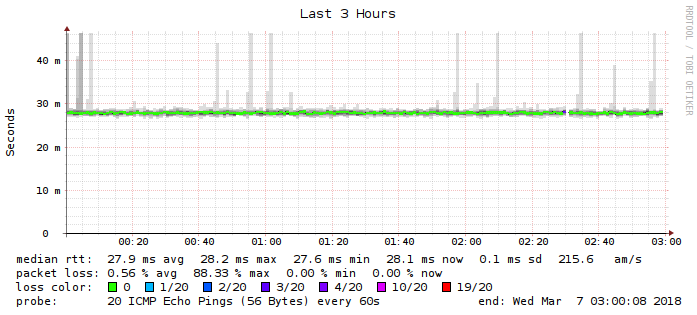 Last 3 Hours
RRDTOOL / TOBI OETIKER
Seconds
40 m
30 m
20 m
10 m
0
00:20 00:40 01:00 01:20 01:40 02:00 02:20 02:40 03:00
median rtt: 27.9 ms avg 28.2 ms max 27.6 ms min 28.1 ms now 0.1 ms sd 215.6 am/s
packet loss: 0.56 % avg 88.33 % max 0.00 % min 0.00 % now
loss color: 0 1/20 2/20 3/20 4/20 10/20 19/20
probe: 20 ICMP Echo Pings (56 Bytes) every 60s end: Wed Mar 7 03:00:08 2018